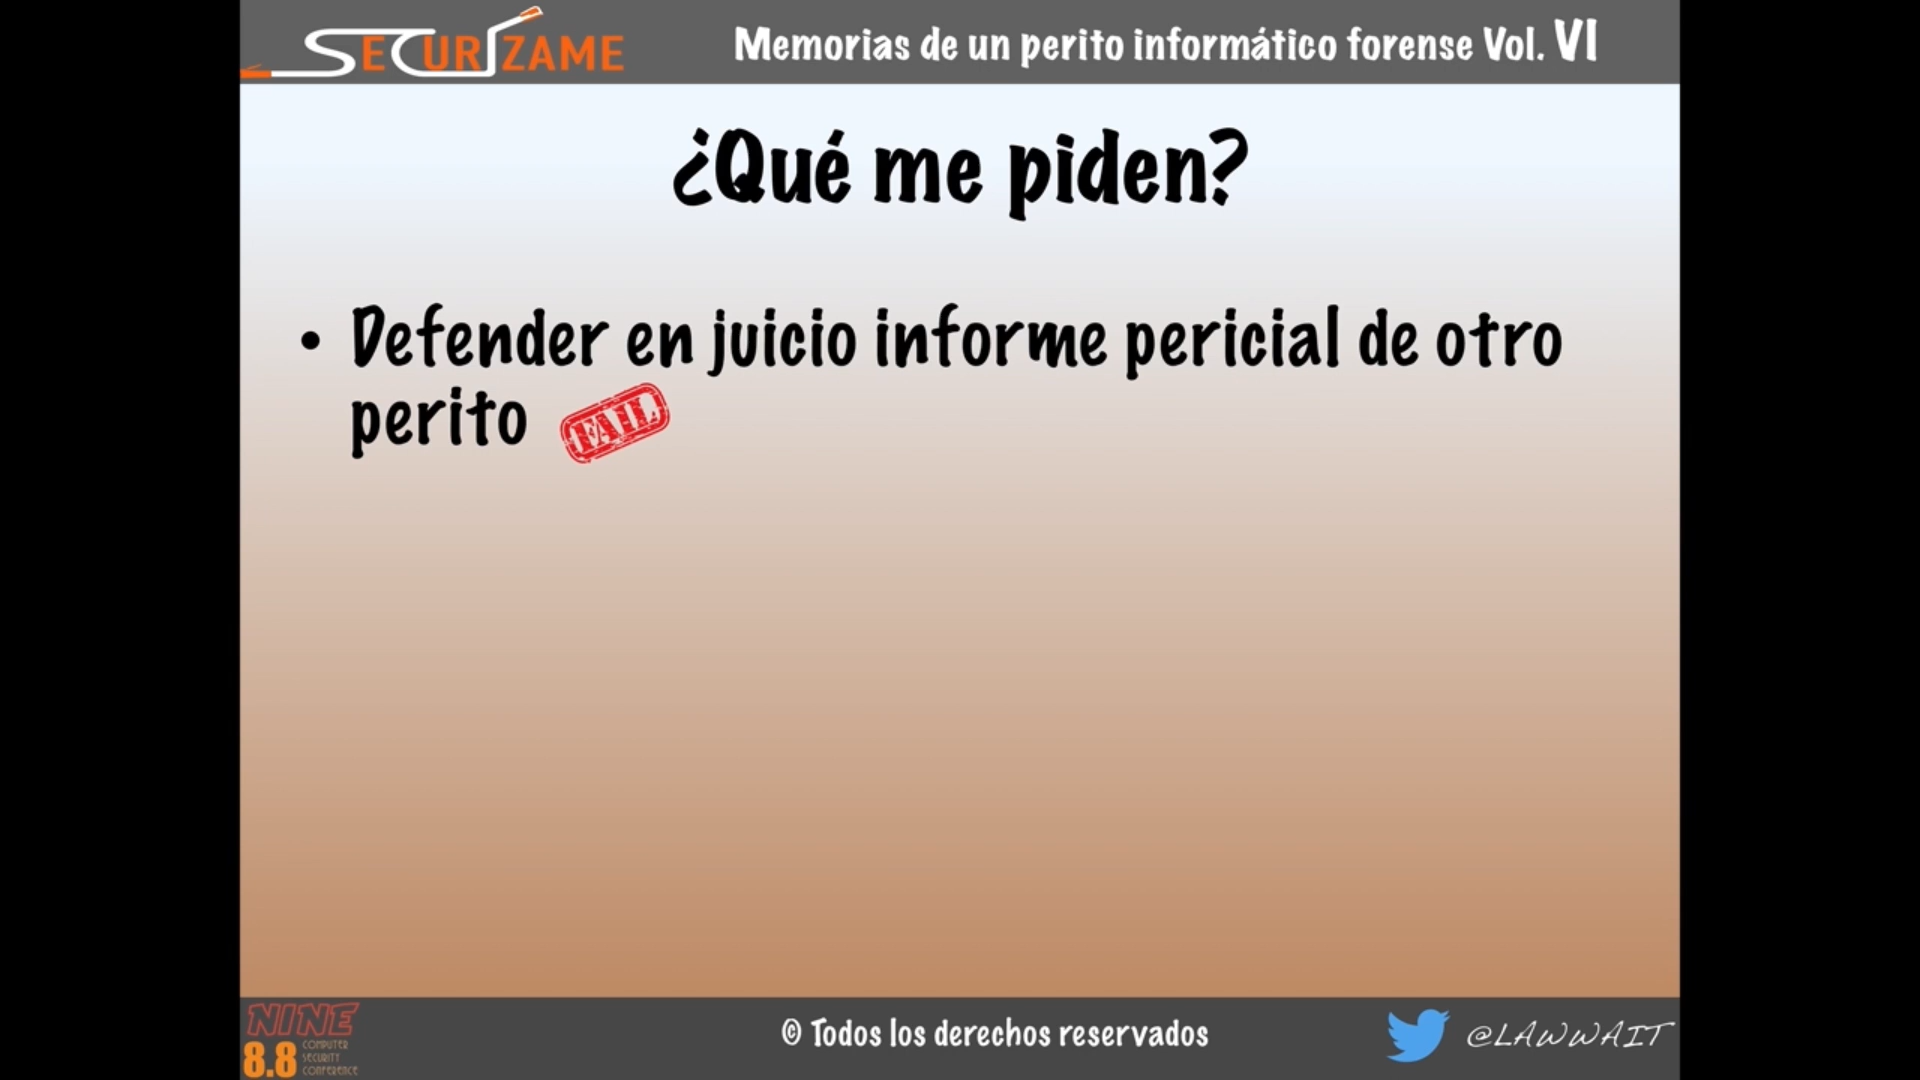 SECURIZAME
Memorias de un perito informático forense Vol. VI
¿Qué me piden?
• Defender en juicio informe pericial de otro
perito
FAIL
NINE
8.8
COMPUTER
SECURITY
CONFERENCE
© Todos los derechos reservados
@LAWWAIT